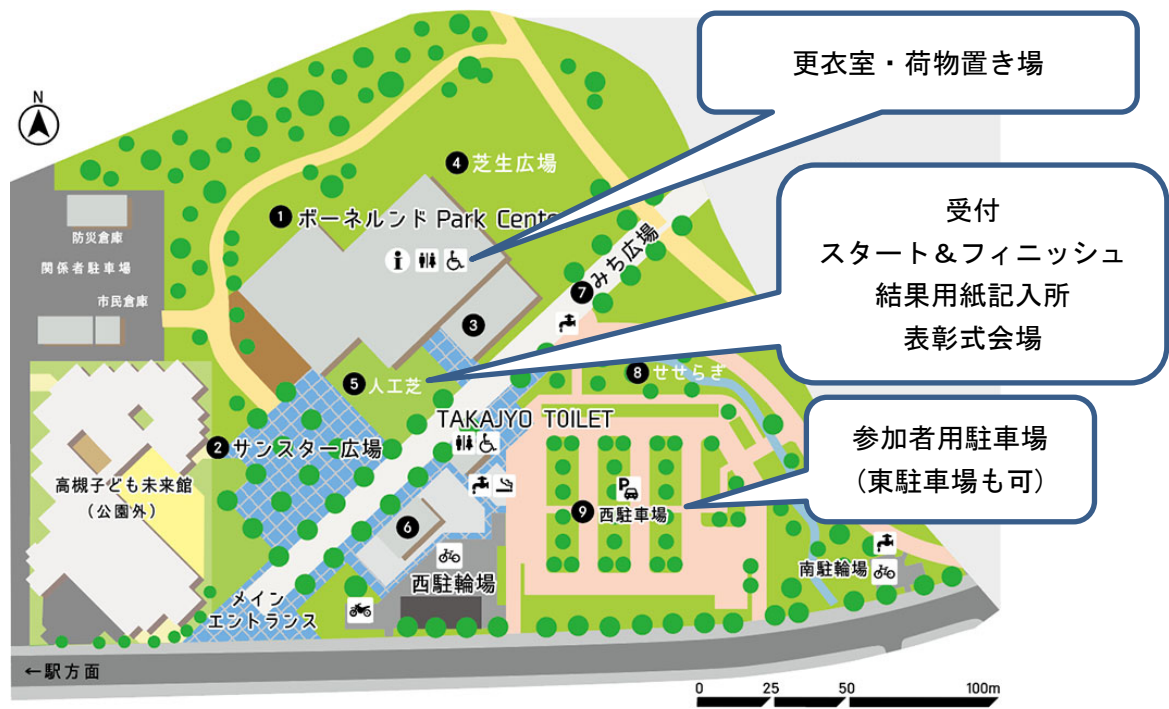 更衣室・荷物置き場
N
4 芝生広場
1 ボーネルンド Park Cente
受付
スタート＆フィニッシュ
結果用紙記入所
表彰式会場
防災倉庫
関係者駐車場
市民倉庫
7 みち広場
3
5 人工芝
8 せせらぎ
TAKAJYO TOILET
参加者用駐車場
(東駐車場も可)
2 サンスター広場
高槻子ども未来館
(公園外)
P
9 西駐車場
6
西駐輪場
南駐輪場
メイン
エントランス
←駅方面
0 25 50 100m